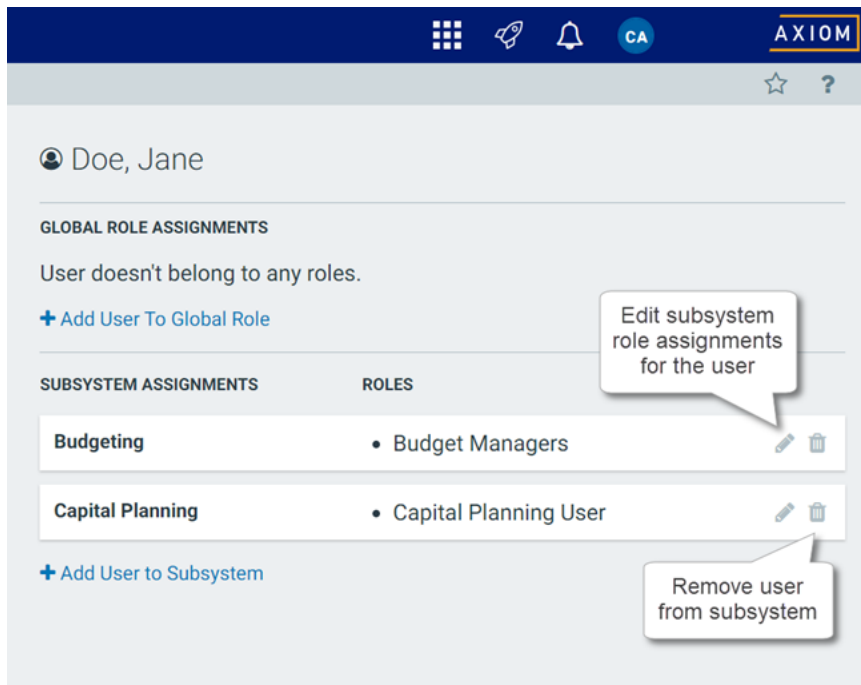 CA
AXIOM
?
Doe, Jane
GLOBAL ROLE ASSIGNMENTS
User doesn't belong to any roles.
+ Add User To Global Role
Edit subsystem
role assignments
for the user
SUBSYSTEM ASSIGNMENTS ROLES
Budgeting • Budget Managers
Capital Planning • Capital Planning User
+ Add User to Subsystem
Remove user
from subsystem